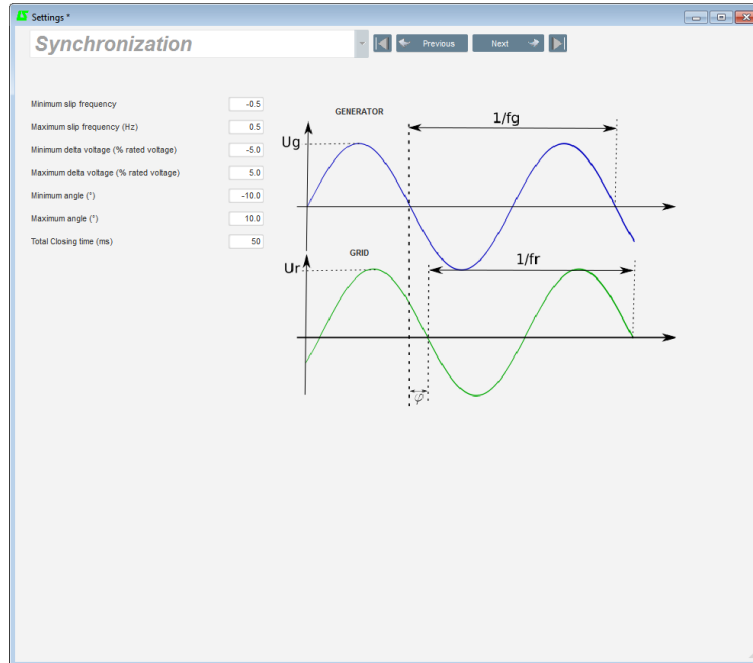 Settings *
Synchronization
Previous
Next
Minimum slip frequency
-0.5
Maximum slip frequency (Hz)
0.5
Minimum delta voltage (% rated voltage)
-5.0
Maximum delta voltage (% rated voltage)
5.0
Minimum angle (°)
-10.0
Maximum angle (°)
10.0
Total Closing time (ms)
50
GENERATOR
1/fg
Ug
GRID
1/fr
Ur
φ